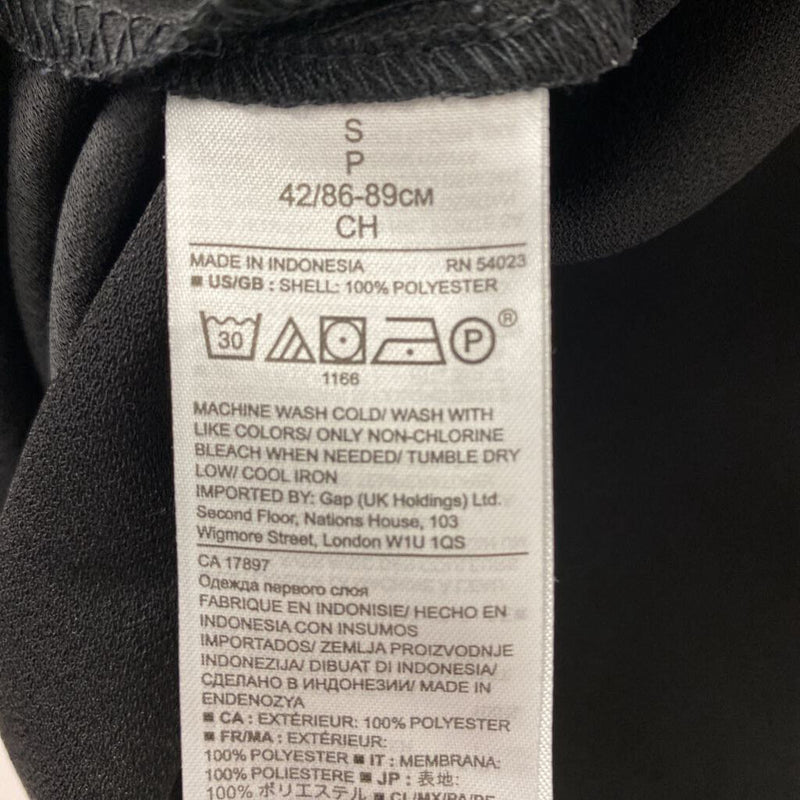 S
P
42/86-89CM
CH
MADE IN INDONESIA RN 54023
■ US/GB : SHELL: 100% POLYESTER
30 P ®
1166
MACHINE WASH COLD/ WASH WITH
LIKE COLORS/ ONLY NON-CHLORINE
BLEACH WHEN NEEDED/ TUMBLE DRY
LOW/ COOL IRON
IMPORTED BY: Gap (UK Holdings) Ltd.
Second Floor, Nations House, 103
Wigmore Street, London W1U 1QS
CA 17897
Одежда первого слоя
FABRIQUE EN INDONISIE/ HECHO EN
INDONESIA CON INSUMOS
IMPORTADOS/ ZEMLJA PROIZVODNJE
INDONEZIJA/ DIBUAT DI INDONESIA/
СДЕЛАНО В ИНДОНЕЗИИ/ MADE IN
ENDENOZYA
■ CA : EXTÉRIEUR: 100% POLYESTER
■ FR/MA : EXTÉRIEUR:
100% POLYESTER ■ IT : MEMBRANA:
100% POLIESTERE ■ JP : 表地:
100% ポリエステル ■ CL/MX/PA/PE